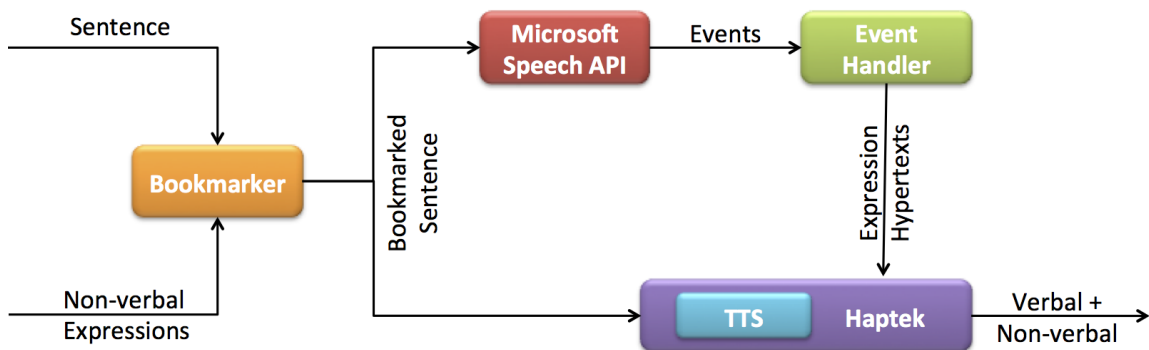 Sentence
Microsoft
Speech API
Events
Event
Handler
Bookmarker
Bookmarked
Sentence
Expression
Hypertexts
Non-verbal
Expressions
TTS
Haptek
Verbal +
Non-verbal